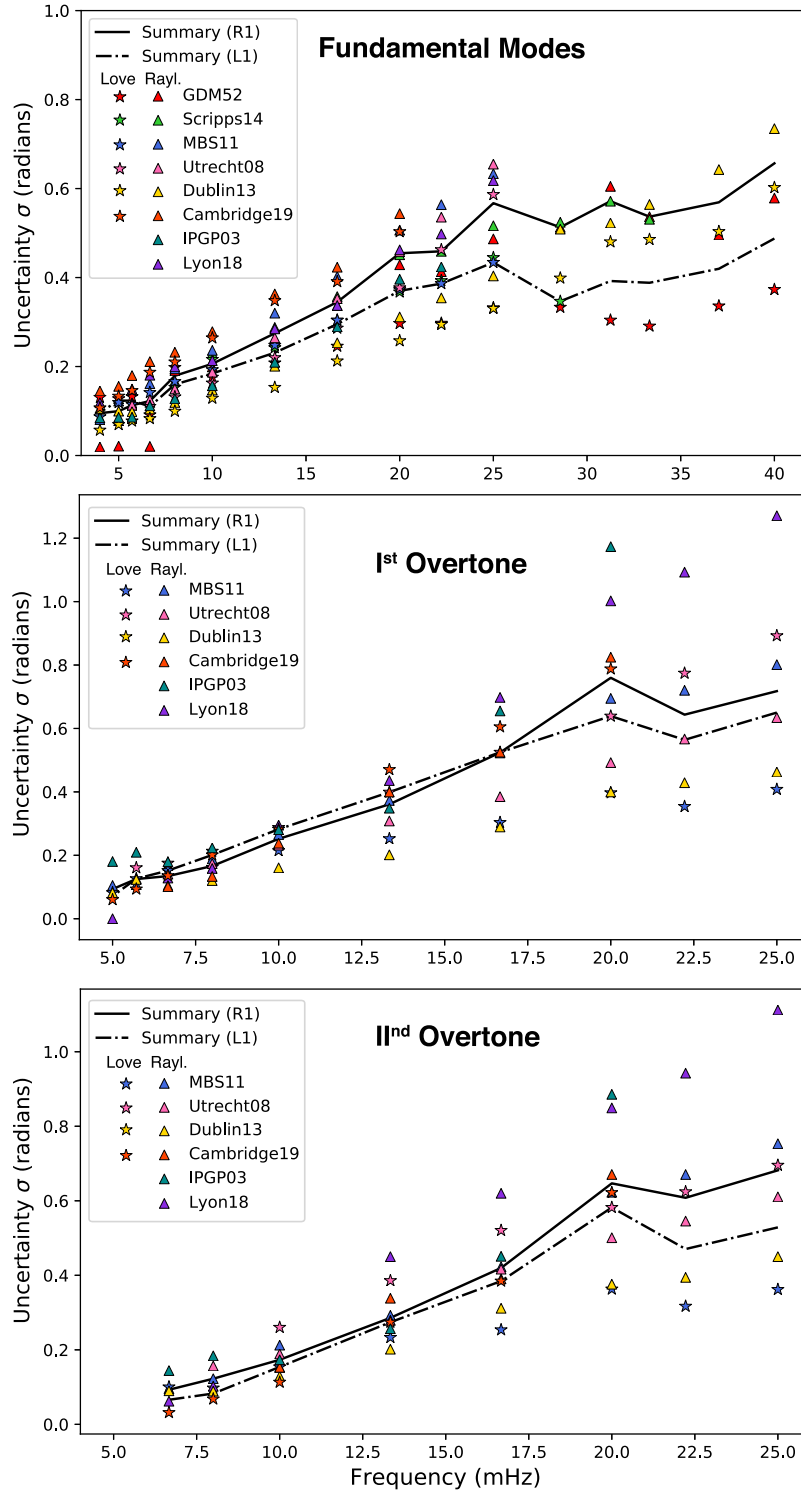 Summary (R1)
Summary (L1)
Fundamental Modes
Love Rayl.
GDM52
Scripps14
MBS11
Utrecht08
Dublin13
Cambridge19
IPGP03
Lyon18
Uncertainty σ (radians)
1.0
0.8
0.6
0.4
0.2
0.0
5 10 15 20 25 30 35 40
Summary (R1)
Summary (L1)
Ist Overtone
Love Rayl.
MBS11
Utrecht08
Dublin13
Cambridge19
IPGP03
Lyon18
Uncertainty σ (radians)
1.2
1.0
0.8
0.6
0.4
0.2
0.0
5.0 7.5 10.0 12.5 15.0 17.5 20.0 22.5 25.0
Summary (R1)
Summary (L1)
IInd Overtone
Love Rayl.
MBS11
Utrecht08
Dublin13
Cambridge19
IPGP03
Lyon18
Uncertainty σ (radians)
1.0
0.8
0.6
0.4
0.2
0.0
5.0 7.5 10.0 12.5 15.0 17.5 20.0 22.5 25.0
Frequency (mHz)